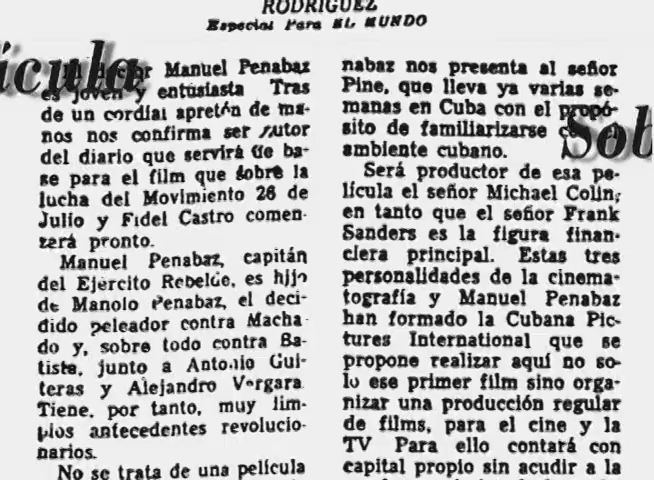 RODRIGUEZ
Especial Para EL MUNDO
ícula
Manuel Penabaz
es joven y entusiasta Tras
de un cordial apretón de ma-
nos nos confirma ser autor
del diario que servirá de ba-
se para el film que sobre la
lucha del Movimiento 26 de
Julio y Fidel Castro comen-
zará pronto.
Manuel Penabaz, capitán
del Ejército Rebelde, es hijo
de Manolo Penabaz, el deci-
dido peleador contra Macha-
do y, sobre todo contra Ba-
tista, junto a Antonio Gui-
teras y Alejandro Vergara.
Tiene, por tanto, muy lim-
pios antecedentes revolucio-
narios.
No se trata de una película
nabaz nos presenta al señor
Pine, que lleva ya varias se-
manas en Cuba con el propó-
sito de familiarizarse
ambiente cubano.
Sob
Será productor de esa pe-
lícula el señor Michael Colin,
en tanto que el señor Frank
Sanders es la figura finan-
ciera principal. Estas tres
personalidades de la cinema-
tografía y Manuel Penabaz
han formado la Cubana Pic-
tures International que se
propone realizar aquí no so-
lo ese primer film sino orga-
nizar una producción regular
de films, para el cine y la
TV Para ello contará con
capital propio sin acudir a la